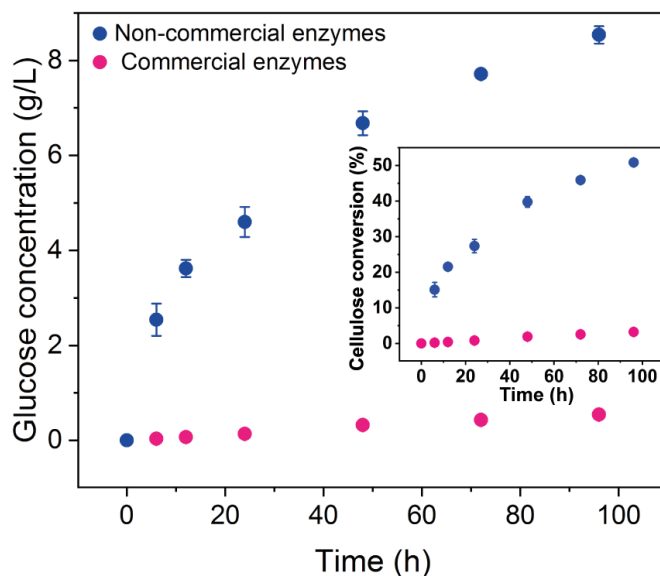 Non-commercial enzymes
Commercial enzymes
Glucose concentration (g/L)
8
6
4
2
0
0 20 40 60 80 100
Time (h)
Cellulose conversion (%)
50
40
30
20
10
0
0 20 40 60 80 100
Time (h)